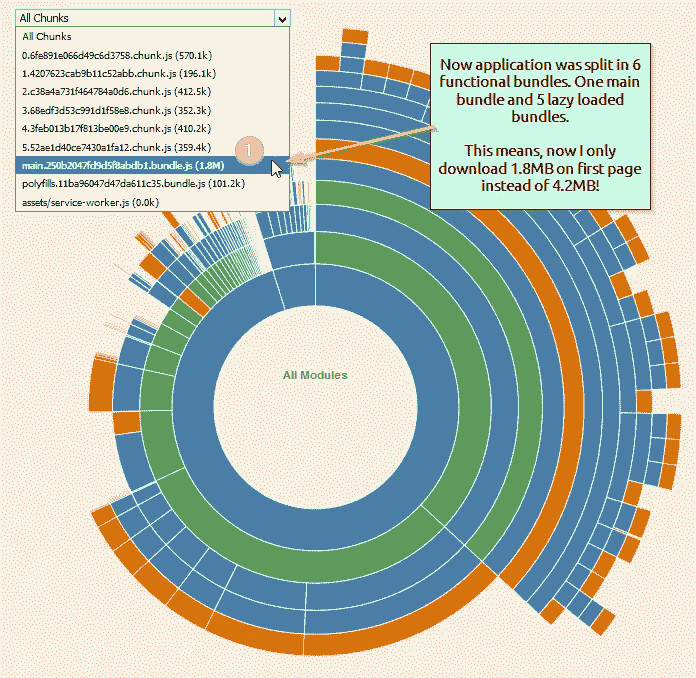 All Chunks
All Chunks
0.6fe891e066d49c6d3758.chunk.js (570.1k)
1.4207623cab9b11c52abb.chunk.js (196.1k)
2.c38a4a731f464784a0d6.chunk.js (412.5k)
3.68edf3d53c991d1f58e8.chunk.js (352.3k)
4.3feb013b17f813be00e9.chunk.js (410.2k)
5.52ae1d40ce7430a1fa12.chunk.js (359.4k)
main.250b2047fd9d5f8abdb1.bundle.js (1.8M)
polyfills.11ba96047d47da611c35.bundle.js (101.2k)
assets/service-worker.js (0.0k)
1
Now application was split in 6
functional bundles. One main
bundle and 5 lazy loaded
bundles.
This means, now I only
download 1.8MB on first page
instead of 4.2MB!
All Modules